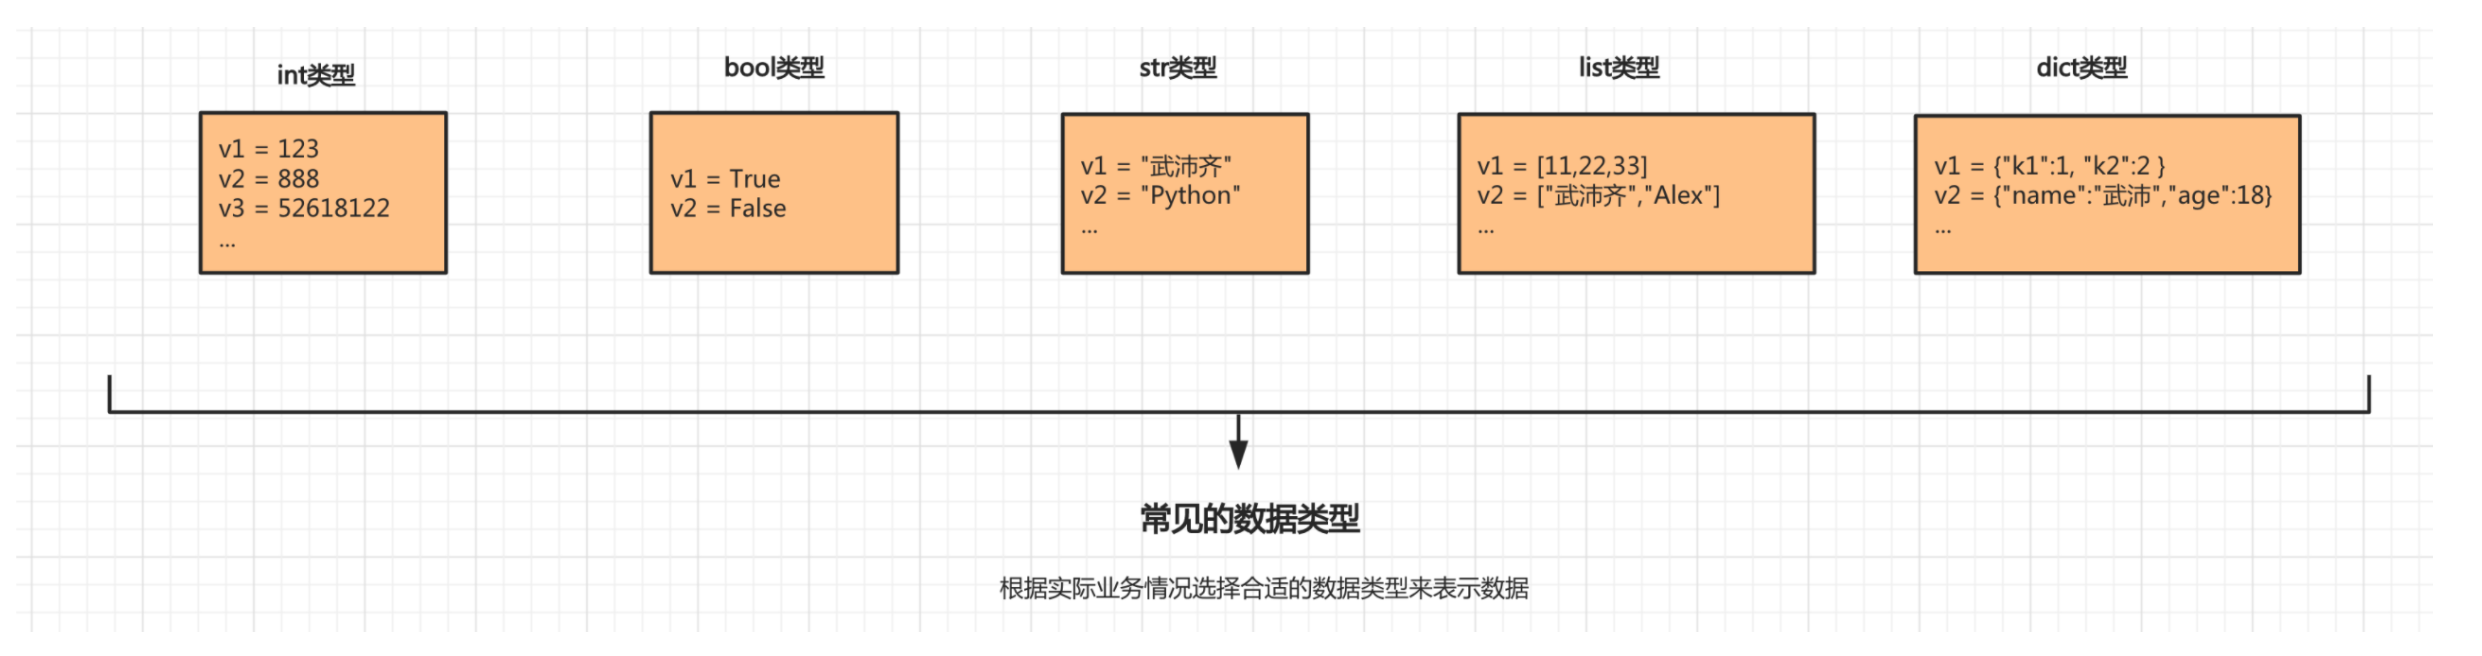 int类型
v1 = 123
v2 = 888
v3 = 52618122
...
bool类型
v1 = True
v2 = False
str类型
v1 = "武沛齐"
v2 = "Python"
...
list类型
v1 = [11,22,33]
v2 = ["武沛齐","Alex"]
...
dict类型
v1 = {"k1":1, "k2":2 }
v2 = {"name":"武沛","age":18}
...
常见的数据类型
根据实际业务情况选择合适的数据类型来表示数据